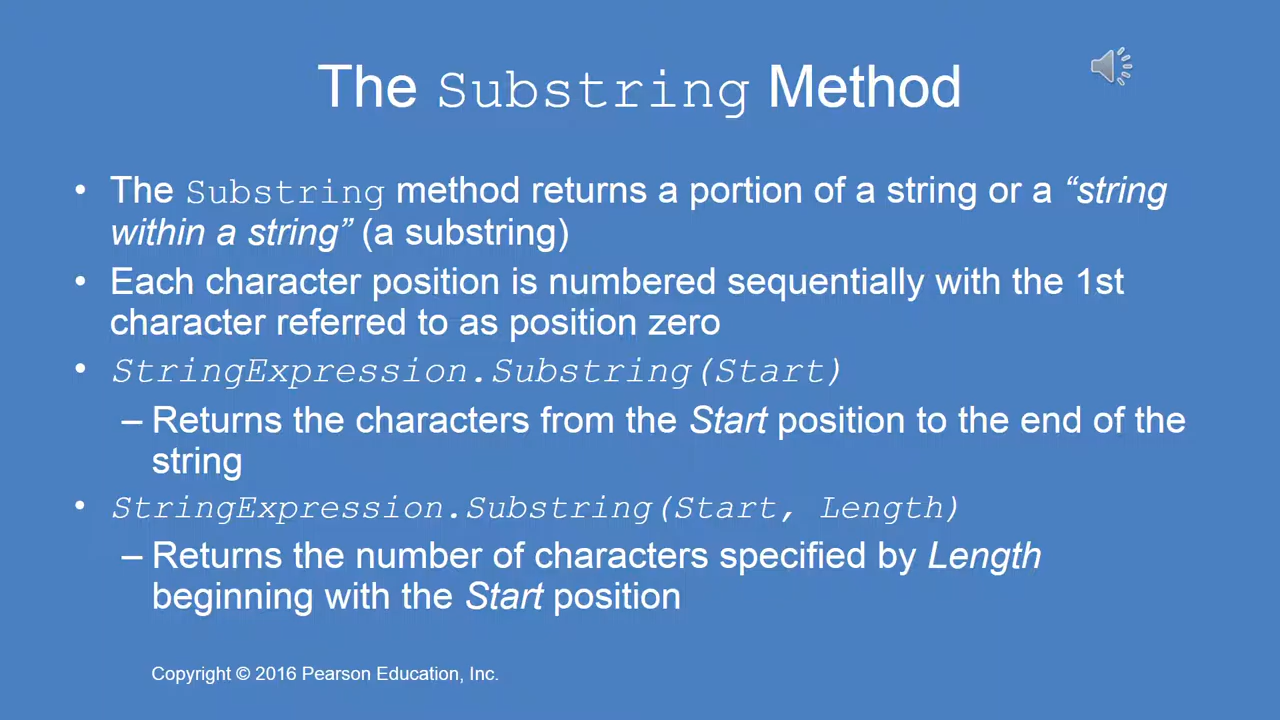 The Substring Method
• The Substring method returns a portion of a string or a “string
within a string” (a substring)
• Each character position is numbered sequentially with the 1st
character referred to as position zero
• StringExpression.Substring(Start)
– Returns the characters from the Start position to the end of the
string
• StringExpression.Substring(Start, Length)
– Returns the number of characters specified by Length
beginning with the Start position
Copyright © 2016 Pearson Education, Inc.